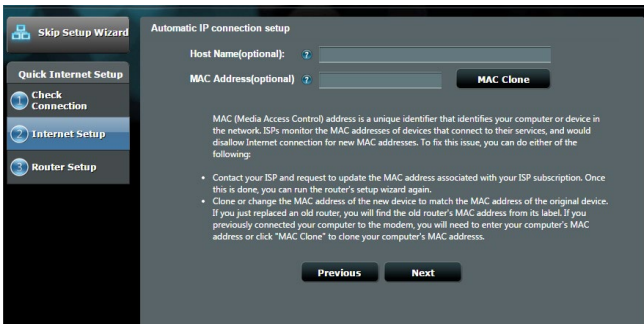 Skip Setup Wizard
Quick Internet Setup
1 Check
Connection
2 Internet Setup
3 Router Setup
Automatic IP connection setup
Host Name(optional): ?
MAC Address(optional) ? MAC Clone
MAC (Media Access Control) address is a unique identifier that identifies your computer or device in
the network. ISPs monitor the MAC addresses of devices that connect to their services, and would
disallow Internet connection for new MAC addresses. To fix this issue, you can do either of the
following:
• Contact your ISP and request to update the MAC address associated with your ISP subscription. Once
this is done, you can run the router's setup wizard again.
• Clone or change the MAC address of the new device to match the MAC address of the original device.
If you just replaced an old router, you will find the old router's MAC address from its label. If you
previously connected your computer to the modem, you will need to enter your computer's MAC
address or click "MAC Clone" to clone your computer's MAC addresss.
Previous Next